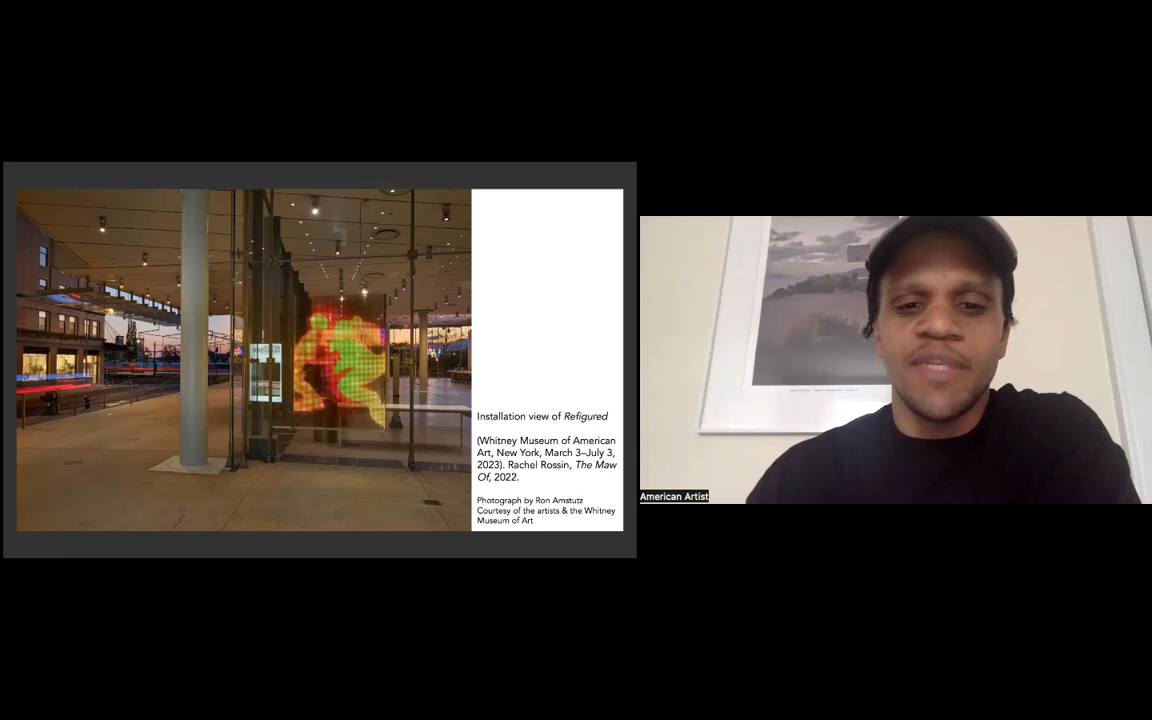 Installation view of Refigured
(Whitney Museum of American
Art, New York, March 3–July 3,
2023). Rachel Rossin, The Maw
Of, 2022.
Photograph by Ron Amstutz
Courtesy of the artists & the Whitney
Museum of Art
American Artist